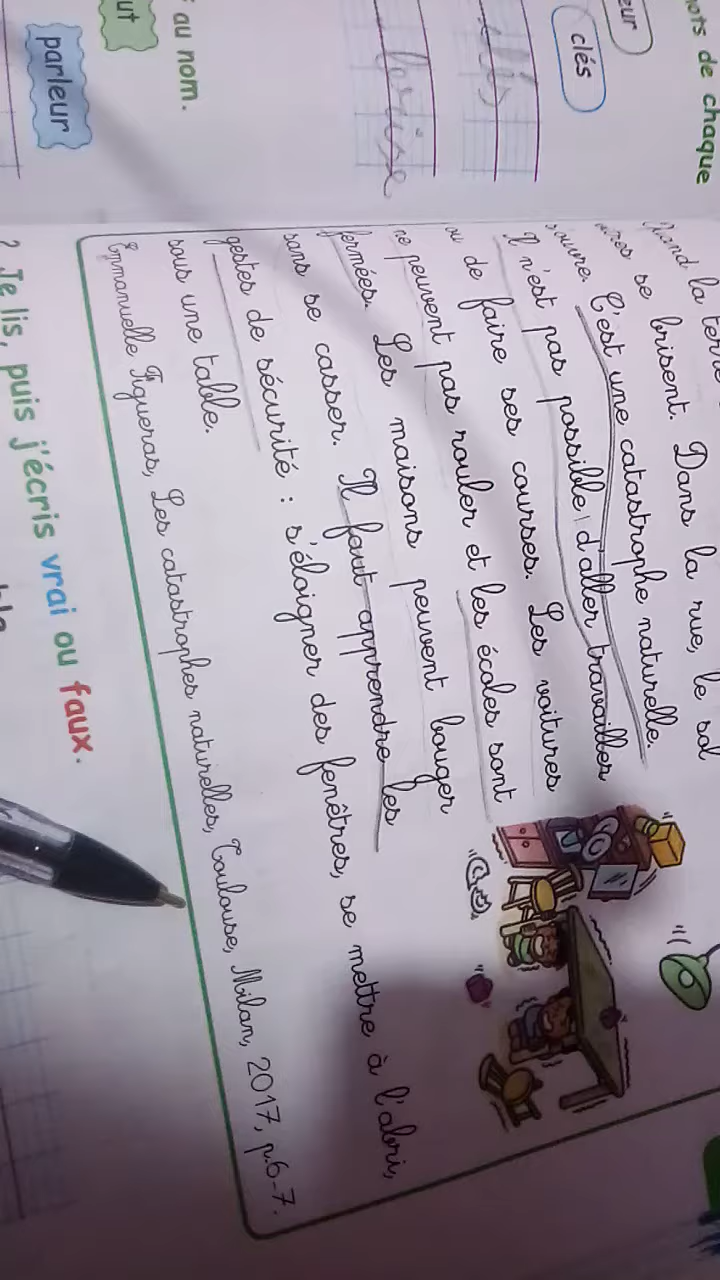 mots de chaque
eur
clés
au nom.
ut
parleur
Quand la terre
se brisent. Dans la rue, le sol
s'ouvre. C'est une catastrophe naturelle.
Il n'est pas possible d'aller travailler
ou de faire ses courses. Les voitures
ne peuvent pas rouler et les écoles sont
fermées. Les maisons peuvent bouger
sans se casser. Il faut apprendre les
gestes de sécurité : s'éloigner des fenêtres, se mettre à l'abri,
sous une table.
Emmanuelle Figueras, Les catastrophes naturelles, Toulouse, Milan, 2017, p.6-7.
? Je lis, puis j'écris vrai ou faux.